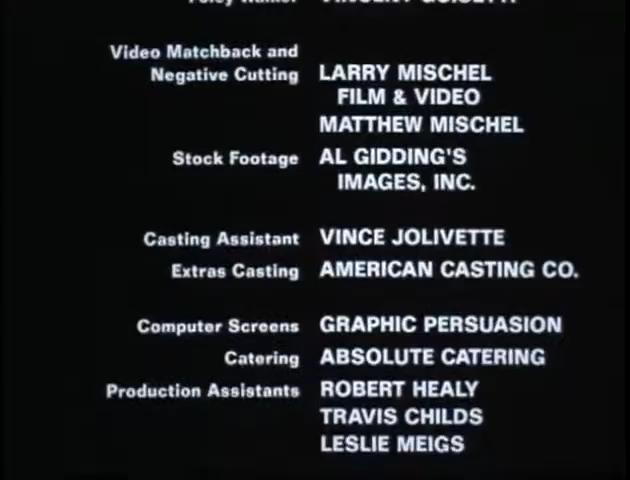 Video Matchback and
Negative Cutting LARRY MISCHEL
FILM & VIDEO
MATTHEW MISCHEL
Stock Footage AL GIDDING'S
IMAGES, INC.
Casting Assistant VINCE JOLIVETTE
Extras Casting AMERICAN CASTING CO.
Computer Screens GRAPHIC PERSUASION
Catering ABSOLUTE CATERING
Production Assistants ROBERT HEALY
TRAVIS CHILDS
LESLIE MEIGS